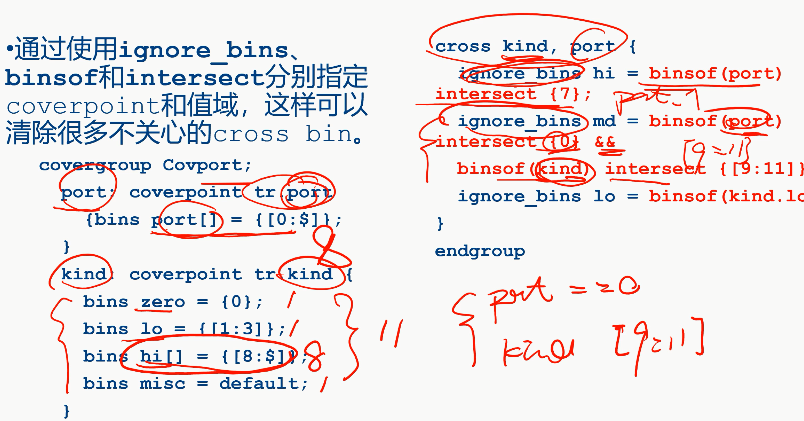 •通过使用ignore_bins、
binsof和intersect分别指定
coverpoint和值域，这样可以
清除很多不关心的cross bin。
covergroup Covport;
port: coverpoint tr.port
{bins port[] = {[0:$]};
}
kind: coverpoint tr.kind {
bins zero = {0}; 1
bins lo = {[1:3]}; 1
bins hi[] = {[8:$]}; 8
bins misc = default; 1
}
8
11
cross kind, port {
ignore_bins hi = binsof(port)
intersect {7};
port_7
ignore_bins md = binsof(port)
intersect {0} &&
[9:11]
binsof(kind) intersect {[9:11]}
ignore_bins lo = binsof(kind.lo
}
endgroup
port ==0
kind [9:11]